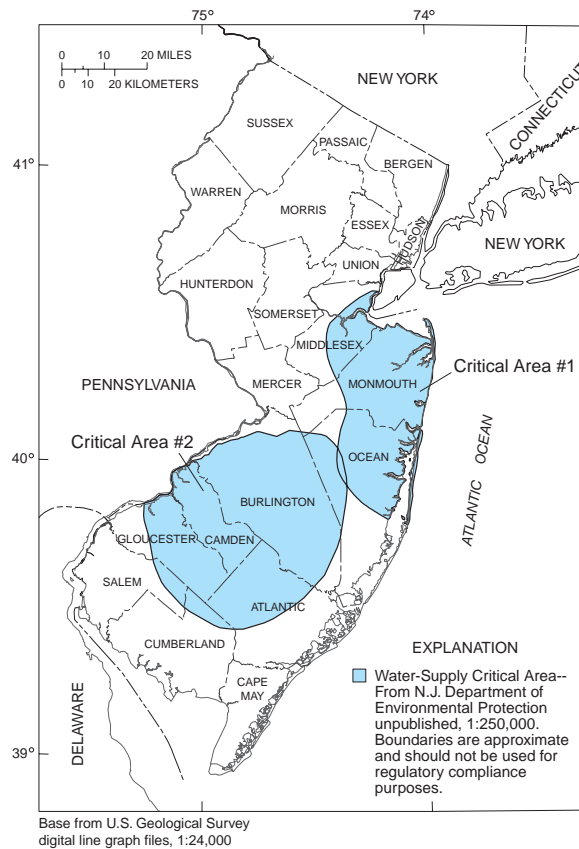 75°
74°
0 10 20 MILES
0 10 20 KILOMETERS
NEW YORK
CONNECTICUT
SUSSEX
PASSAIC
BERGEN
41°
WARREN
MORRIS
ESSEX
HUDSON
NEW YORK
UNION
HUNTERDON
SOMERSET
MIDDLESEX
Critical Area #1
PENNSYLVANIA
MERCER
MONMOUTH
Critical Area #2
OCEAN
40°
ATLANTIC OCEAN
BURLINGTON
GLOUCESTER
CAMDEN
SALEM
ATLANTIC
CUMBERLAND
CAPE
MAY
DELAWARE
39°
EXPLANATION
Water-Supply Critical Area--
From N.J. Department of
Environmental Protection
unpublished, 1:250,000.
Boundaries are approximate
and should not be used for
regulatory compliance
purposes.
Base from U.S. Geological Survey
digital line graph files, 1:24,000